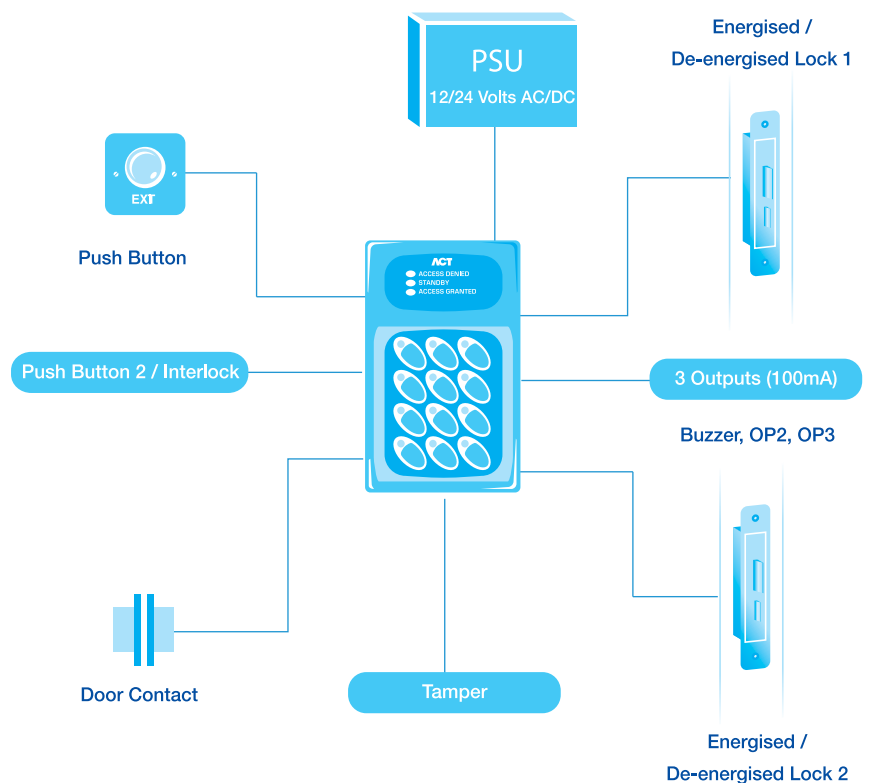 Energised /
De-energised Lock 1
PSU
12/24 Volts AC/DC
EXT
Push Button
ACT
ACCESS DENIED
STANDBY
ACCESS GRANTED
Push Button 2 / Interlock
3 Outputs (100mA)
Buzzer, OP2, OP3
Door Contact
Tamper
Energised /
De-energised Lock 2